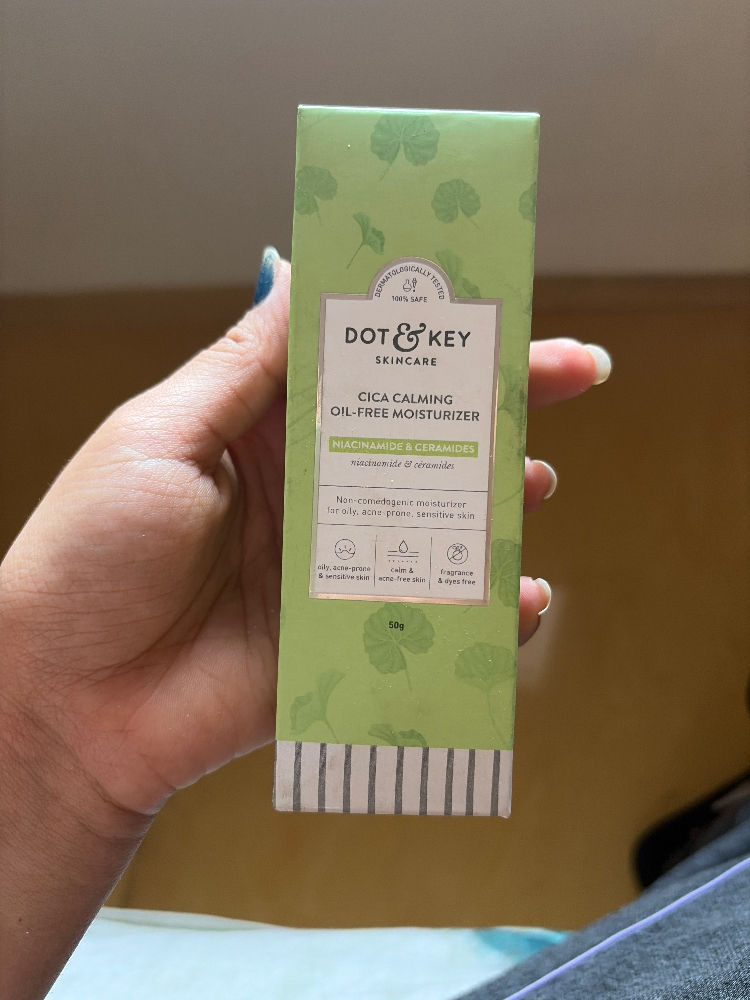 DERMATOLOGICALLY TESTED
100% SAFE
DOT & KEY
SKINCARE
CICA CALMING
OIL-FREE MOISTURIZER
NIACINAMIDE & CERAMIDES
niacinamide & céramides
Non-comedogenic moisturizer
for oily, acne-prone, sensitive skin
oily, acne-prone
& sensitive skin
calm &
acne-free skin
fragrance
& dyes free
50g